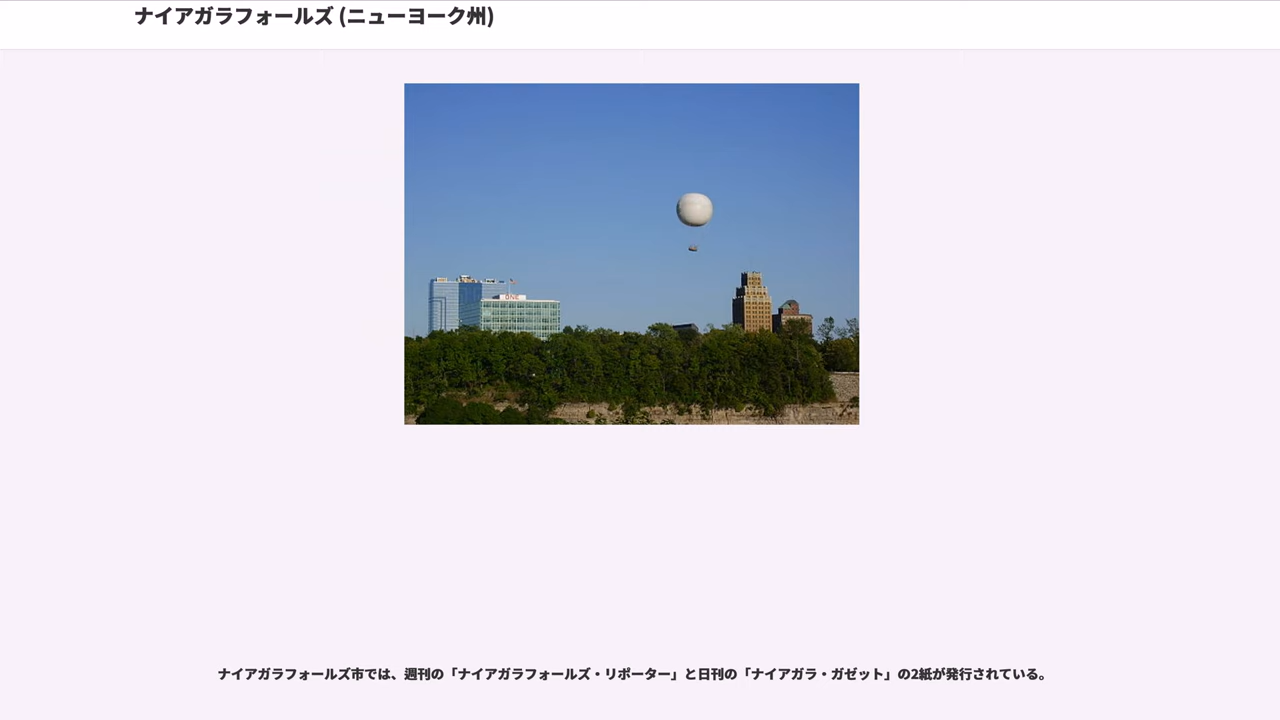 ナイアガラフォールズ (ニューヨーク州)
ONE
ナイアガラフォールズ市では、週刊の「ナイアガラフォールズ・リポーター」と日刊の「ナイアガラ・ガゼット」の2紙が発行されている。